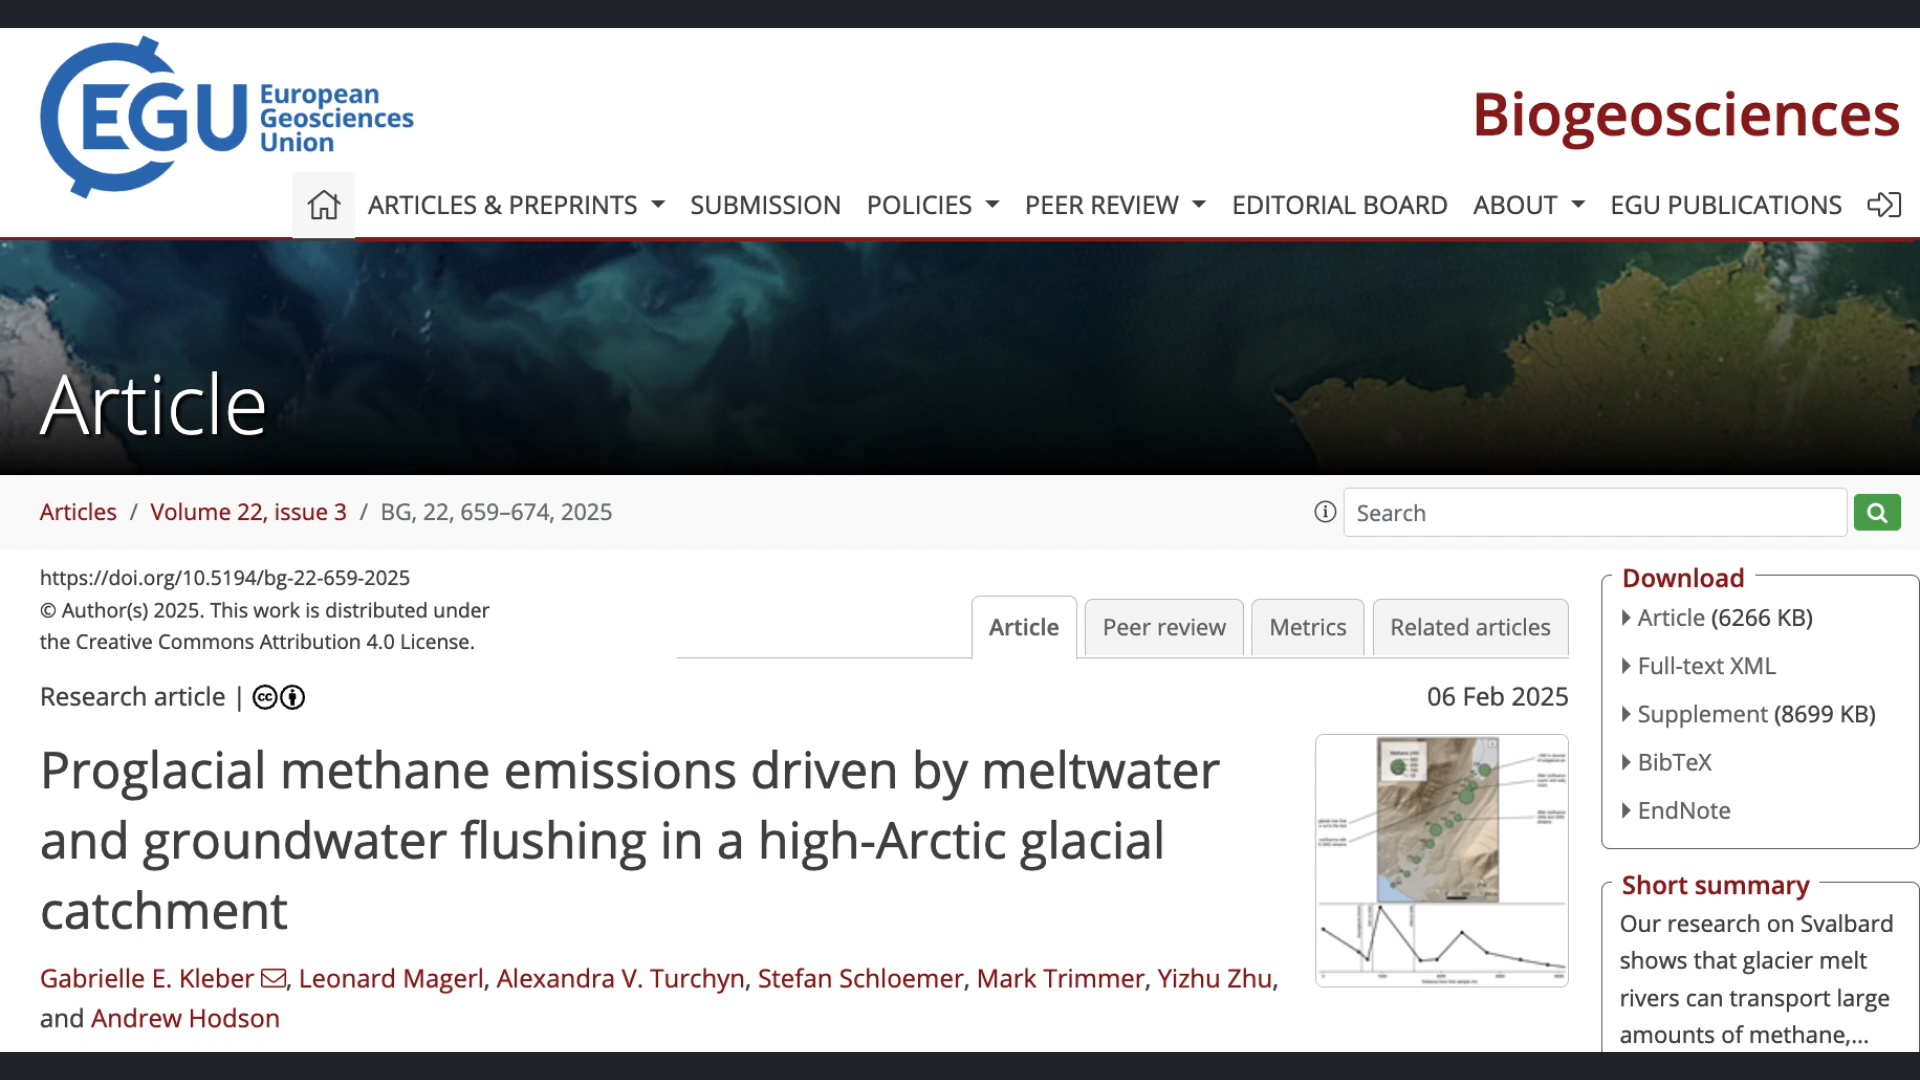 EGU European
Geosciences
Union
Biogeosciences
ARTICLES & PREPRINTS SUBMISSION POLICIES PEER REVIEW EDITORIAL BOARD ABOUT EGU PUBLICATIONS
Article
Articles / Volume 22, issue 3 / BG, 22, 659–674, 2025
Search
https://doi.org/10.5194/bg-22-659-2025
© Author(s) 2025. This work is distributed under
the Creative Commons Attribution 4.0 License.
Article Peer review Metrics Related articles
Research article | cc
06 Feb 2025
Proglacial methane emissions driven by meltwater
and groundwater flushing in a high-Arctic glacial
catchment
Gabrielle E. Kleber, Leonard Magerl, Alexandra V. Turchyn, Stefan Schloemer, Mark Trimmer, Yizhu Zhu,
and Andrew Hodson
Download
Article (6266 KB)
Full-text XML
Supplement (8699 KB)
BibTeX
EndNote
Short summary
Our research on Svalbard
shows that glacier melt
rivers can transport large
amounts of methane,...